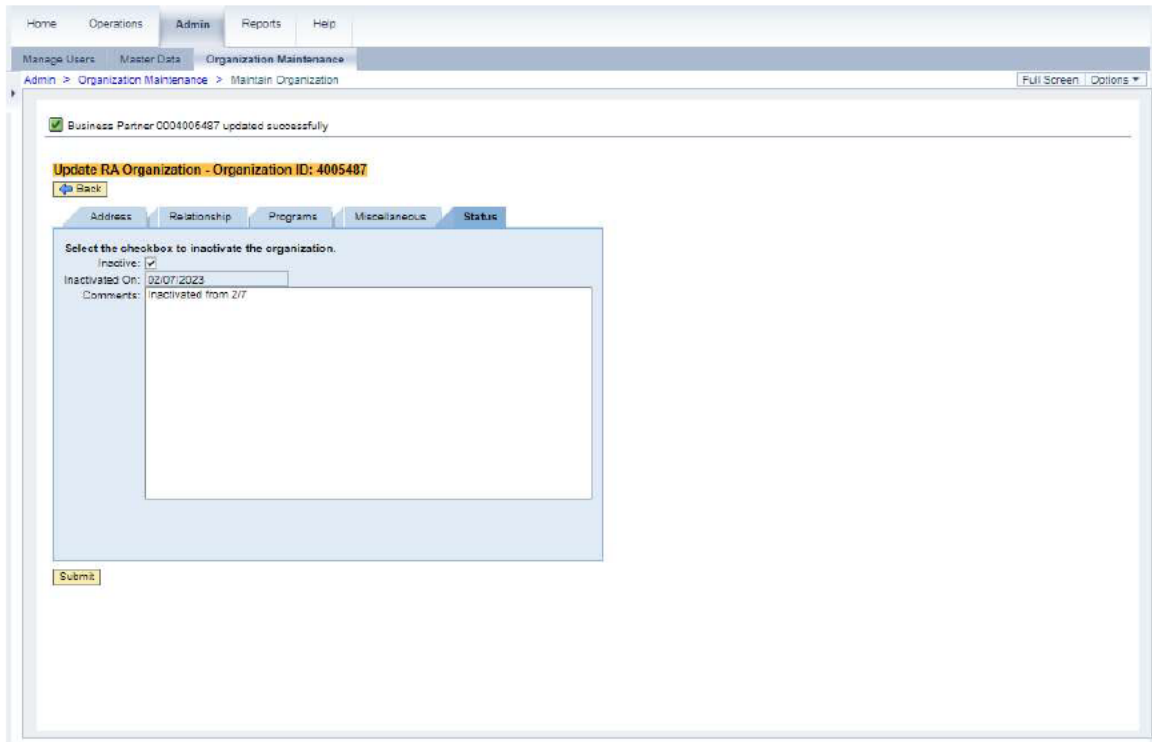 Home Operations Admin Reports Help
Manage Users Master Data Organization Maintenance
Admin > Organization Maintenance > Maintain Organization Full Screen Options
Business Partner 0004005487 updated successfully
Update RA Organization - Organization ID: 4005487
Back
Address Relationship Programs Miscellaneous Status
Select the checkbox to inactivate the organization.
Inactive:
Inactivated On: 02/07/2023
Comments: Inactivated from 2/7
Submit